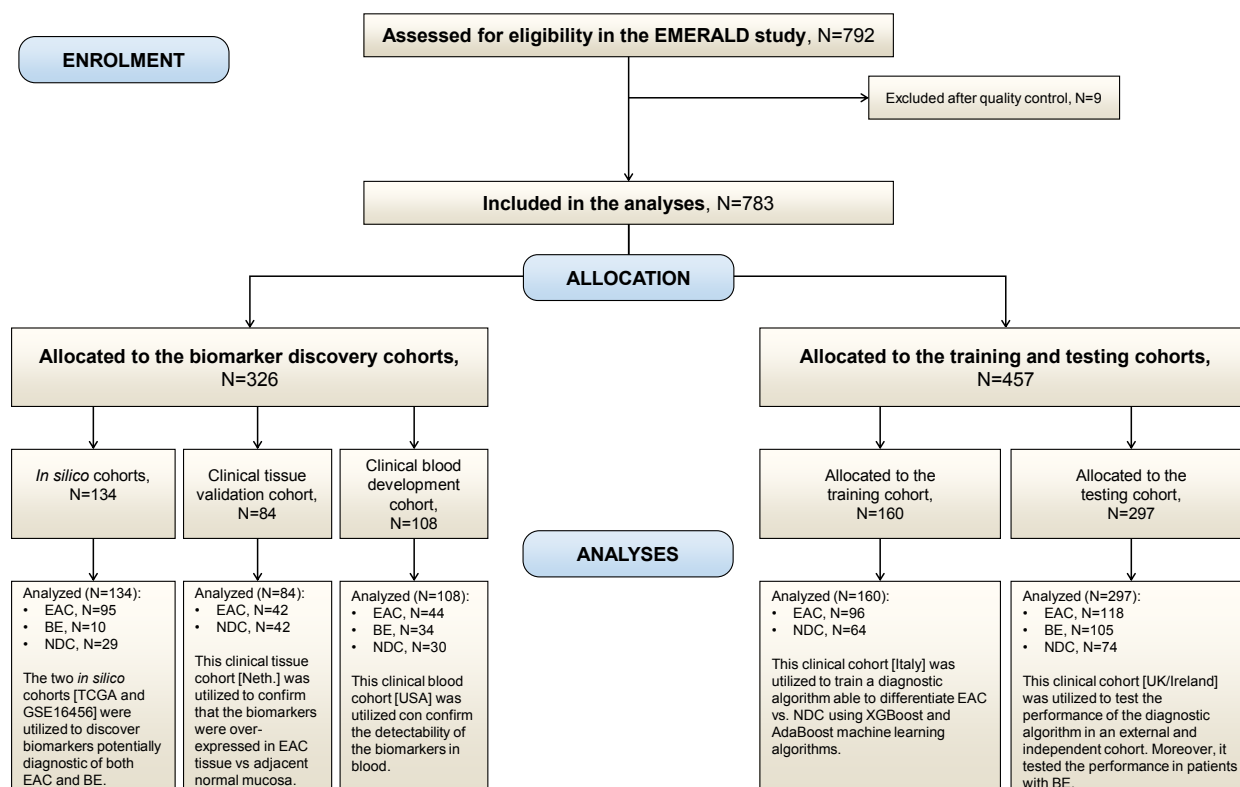 ENROLMENT
Assessed for eligibility in the EMERALD study, N=792
Excluded after quality control, N=9
Included in the analyses, N=783
ALLOCATION
Allocated to the biomarker discovery cohorts,
N=326
Allocated to the training and testing cohorts,
N=457
In silico cohorts,
N=134
Clinical tissue
validation cohort,
N=84
Clinical blood
development
cohort,
N=108
Allocated to the
training cohort,
N=160
Allocated to the
testing cohort,
N=297
ANALYSES
Analyzed (N=134):
• EAC, N=95
• BE, N=10
• NDC, N=29
The two in silico
cohorts [TCGA and
GSE16456] were
utilized to discover
biomarkers potentially
diagnostic of both
EAC and BE.
Analyzed (N=84):
• EAC, N=42
• NDC, N=42
This clinical tissue
cohort [Neth.] was
utilized to confirm
that the biomarkers
were over-
expressed in EAC
tissue vs adjacent
normal mucosa.
Analyzed (N=108):
• EAC, N=44
• BE, N=34
• NDC, N=30
This clinical blood
cohort [USA] was
utilized con confirm
the detectability of
the biomarkers in
blood.
Analyzed (N=160):
• EAC, N=96
• NDC, N=64
This clinical cohort [Italy] was
utilized to train a diagnostic
algorithm able to differentiate EAC
vs. NDC using XGBoost and
AdaBoost machine learning
algorithms.
Analyzed (N=297):
• EAC, N=118
• BE, N=105
• NDC, N=74
This clinical cohort [UK/Ireland]
was utilized to test the
performance of the diagnostic
algorithm in an external and
independent cohort. Moreover, it
tested the performance in patients
with BE.